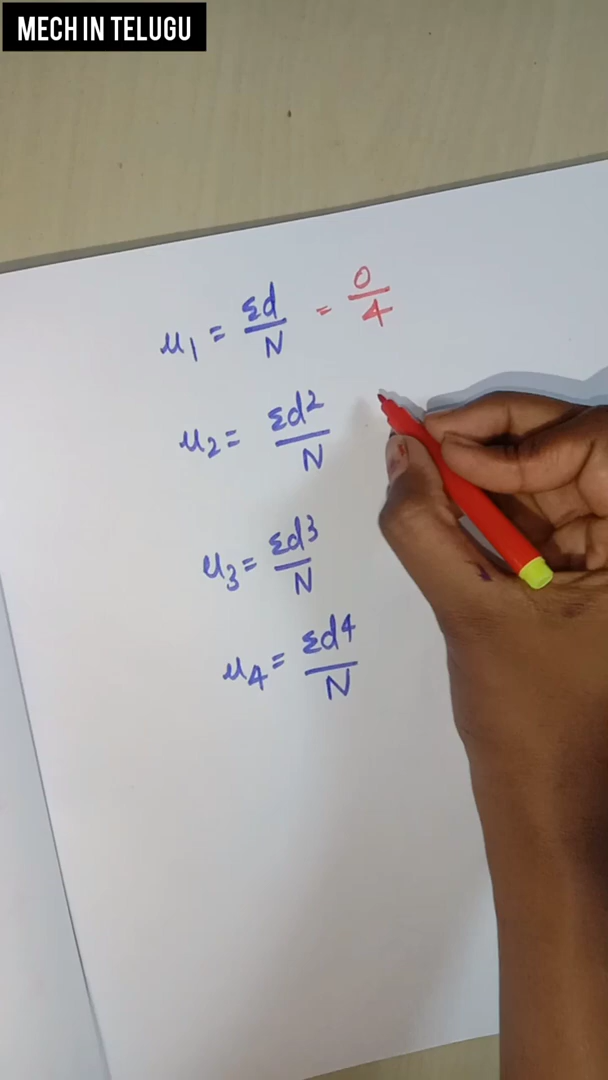 MECH IN TELUGU
μ1 = Σd/N = 0/4
μ2 = Σd2/N
μ3 = Σd3/N
μ4 = Σd4/N